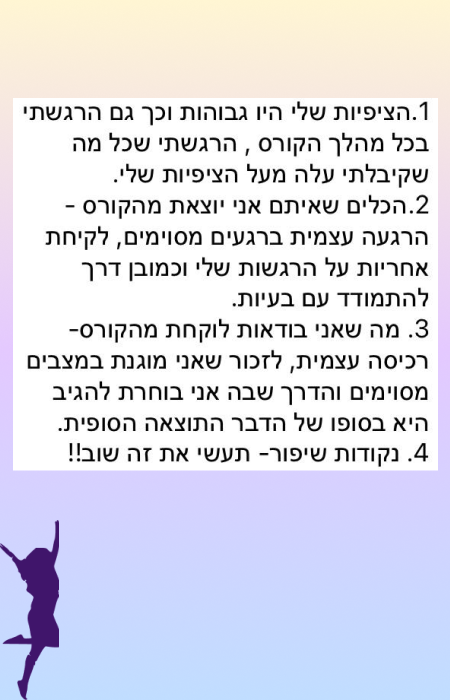 1.הציפיות שלי היו גבוהות וכך גם הרגשתי
בכל מהלך הקורס , הרגשתי שכל מה
שקיבלתי עלה מעל הציפיות שלי.
2.הכלים שאיתם אני יוצאת מהקורס -
הרגעה עצמית ברגעים מסוימים, לקיחת
אחריות על הרגשות שלי וכמובן דרך
להתמודד עם בעיות.
3. מה שאני בודאות לוקחת מהקורס-
רכיסה עצמית, לזכור שאני מוגנת במצבים
מסוימים והדרך שבה אני בוחרת להגיב
היא בסופו של הדבר התוצאה הסופית.
4. נקודות שיפור- תעשי את זה שוב!!